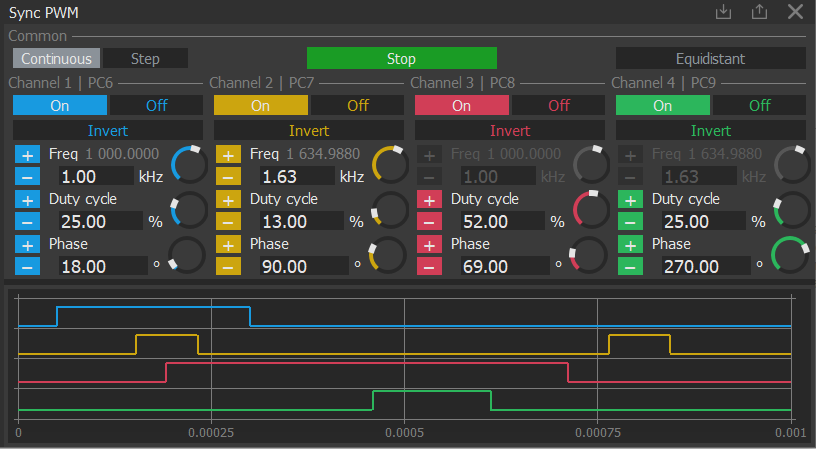 Sync PWM
Common
Continuous Step Stop Equidistant
Channel 1 | PC6 Channel 2 | PC7 Channel 3 | PC8 Channel 4 | PC9
On Off On Off On Off On Off
Invert Invert Invert Invert
+ Freq 1 000.0000 + Freq 1 634.9880 + Freq 1 000.0000 + Freq 1 634.9880
− 1.00 kHz − 1.63 kHz − 1.00 kHz − 1.63 kHz
+ Duty cycle + Duty cycle + Duty cycle + Duty cycle
− 25.00 % − 13.00 % − 52.00 % − 25.00 %
+ Phase + Phase + Phase + Phase
− 18.00 ° − 90.00 ° − 69.00 ° − 270.00 °
0 0.00025 0.0005 0.00075 0.001